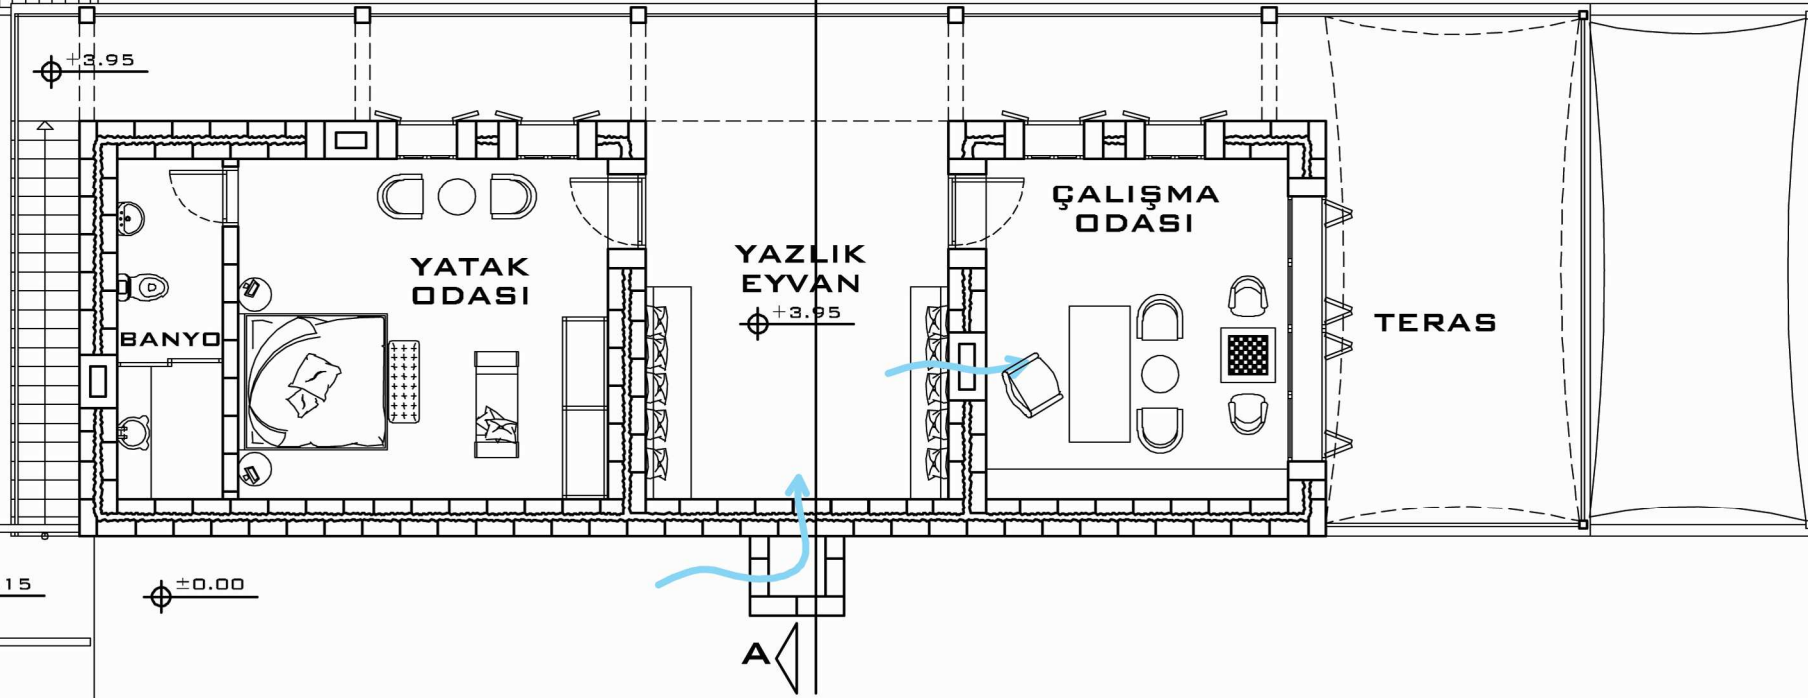 +3.95
ÇALIŞMA
ODASI
YATAK
ODASI
YAZLIK
EYVAN
+3.95
TERAS
BANYO
15
±0.00
A